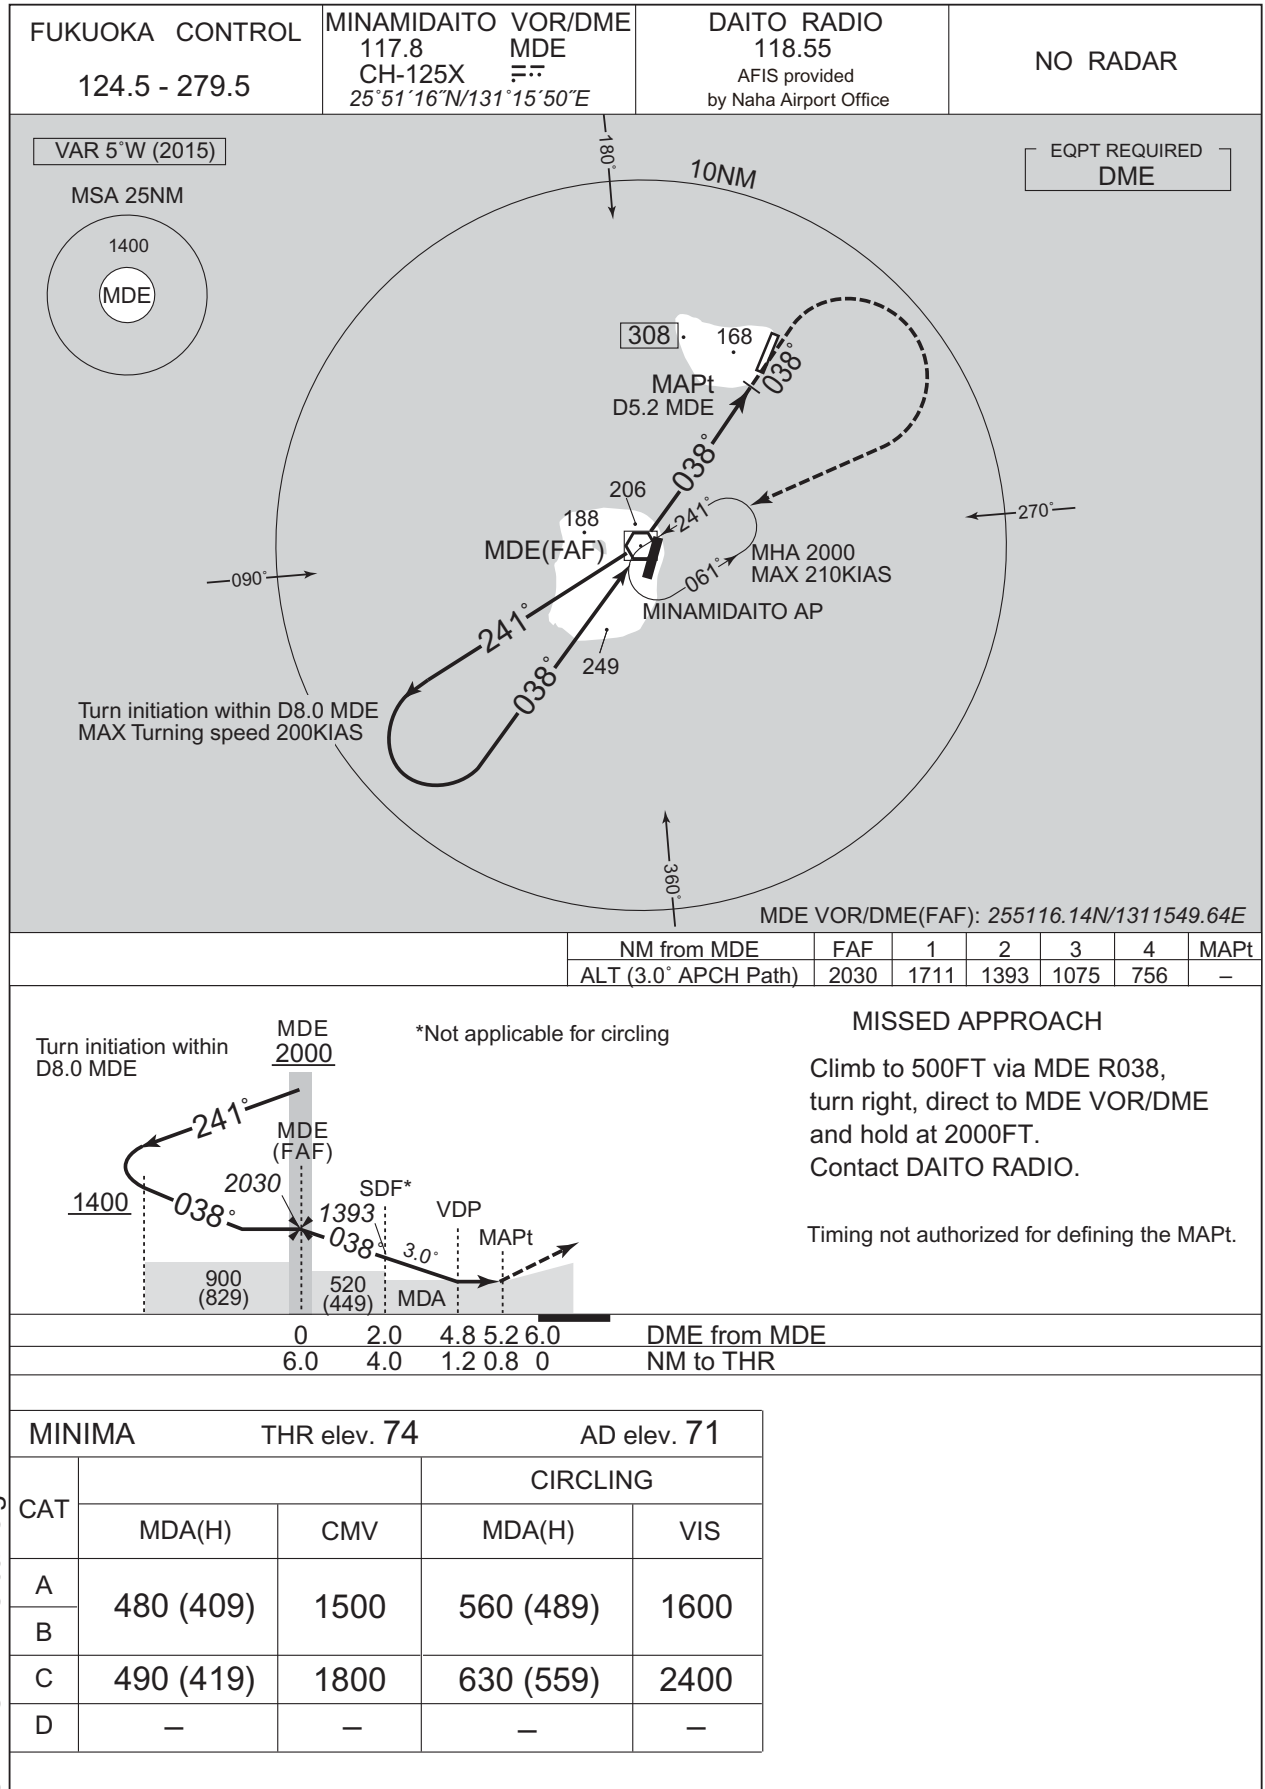 FUKUOKA CONTROL
124.5 - 279.5
MINAMIDAITO VOR/DME
117.8 MDE
CH-125X
25°51´16˝N/131°15´50˝E
DAITO RADIO
118.55
AFIS provided
by Naha Airport Office
NO RADAR
VAR 5°W (2015)
MSA 25NM
1400
MDE
180°
10NM
EQPT REQUIRED
DME
308
168
038°
MAPt
D5.2 MDE
038°
206
241°
270°
188
MDE(FAF)
MHA 2000
MAX 210KIAS
090°
061°
MINAMIDAITO AP
241°
249
038°
Turn initiation within D8.0 MDE
MAX Turning speed 200KIAS
360°
MDE VOR/DME(FAF): 255116.14N/1311549.64E
NM from MDE FAF 1 2 3 4 MAPt
ALT (3.0° APCH Path) 2030 1711 1393 1075 756 –
Turn initiation within
D8.0 MDE
MDE
2000
*Not applicable for circling
241°
MDE
(FAF)
1400
038°
2030
1393
038°
SDF*
3.0°
VDP
MAPt
900
(829)
520
(449)
MDA
0 2.0 4.8 5.2 6.0 DME from MDE
6.0 4.0 1.2 0.8 0 NM to THR
MISSED APPROACH
Climb to 500FT via MDE R038,
turn right, direct to MDE VOR/DME
and hold at 2000FT.
Contact DAITO RADIO.
Timing not authorized for defining the MAPt.
MINIMA THR elev. 74 AD elev. 71
CAT CIRCLING
MDA(H) CMV MDA(H) VIS
A
B
480 (409) 1500 560 (489) 1600
C 490 (419) 1800 630 (559) 2400
D – – – –